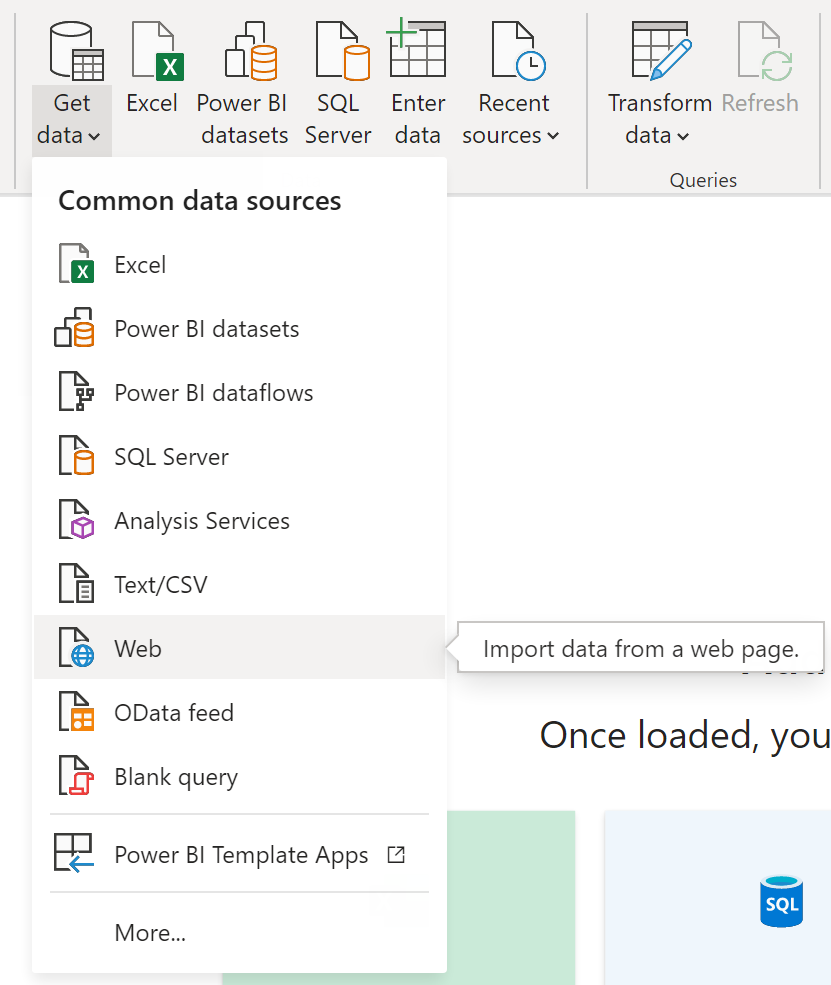 Get
data
Excel
Power BI
datasets
SQL
Server
Enter
data
Recent
sources
Transform
data
Refresh
Queries
Common data sources
X
Excel
Power BI datasets
Power BI dataflows
SQL Server
Analysis Services
Text/CSV
Web
Import data from a web page.
OData feed
Once loaded, you
Blank query
Power BI Template Apps
SQL
More...